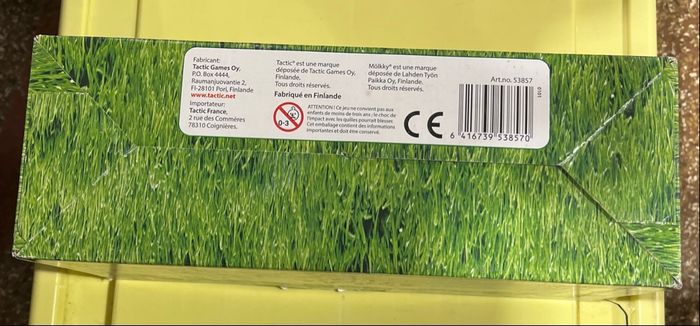 Fabricant:
Tactic Games Oy,
P.O. Box 4444,
Raumanjuovantie 2,
FI-28101 Pori, Finlande
www.tactic.net
Importateur:
Tactic France,
2 rue des Commères
78310 Coignières.
Tactic® est une marque
déposée de Tactic Games Oy,
Finlande.
Tous droits réservés.
Fabriqué en Finlande
0-3
ATTENTION ! Ce jeu ne convient pas aux
enfants de moins de trois ans ; le choc de
l'impact avec les quilles pourrait blesser.
Cet emballage contient des informations
importantes et doit être conservé.
Mölkky® est une marque
déposée de Lahden Työn
Paikka Oy, Finlande.
Tous droits réservés.
CE
Art.no. 53857
6 416739 538570
0101